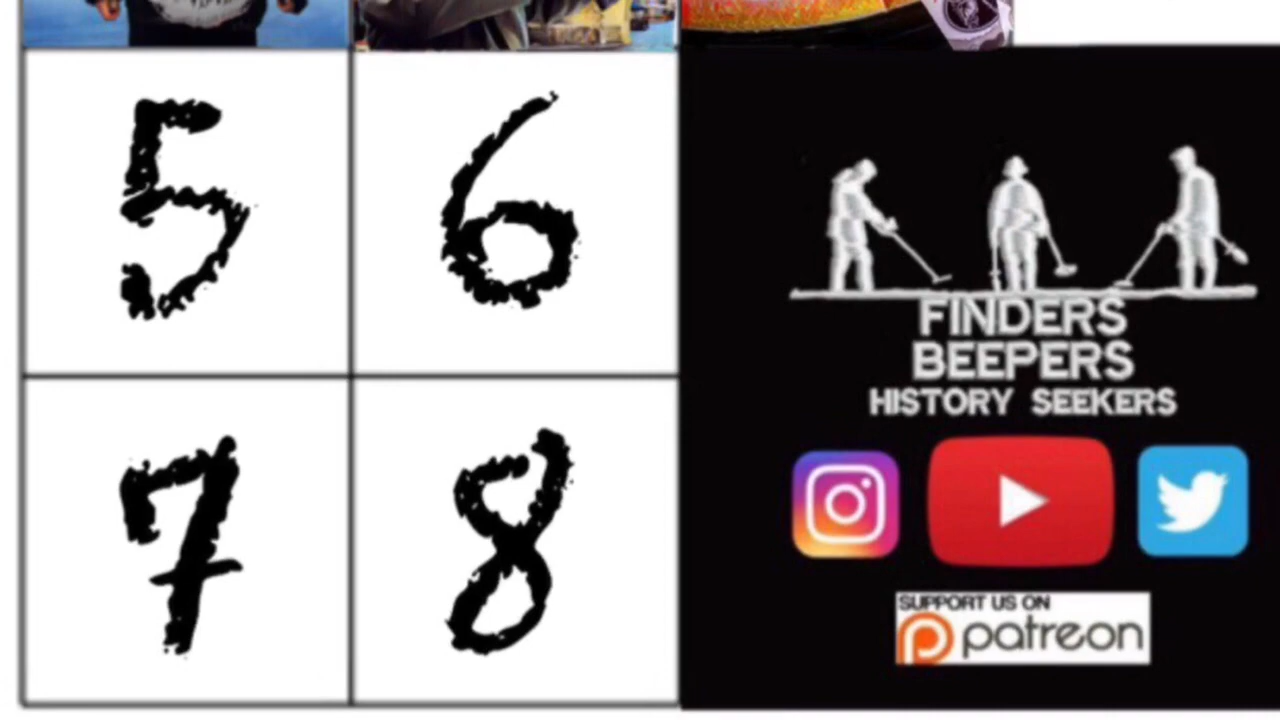 5 6
7 8
FINDERS
BEEPERS
HISTORY SEEKERS
SUPPORT US ON
patreon